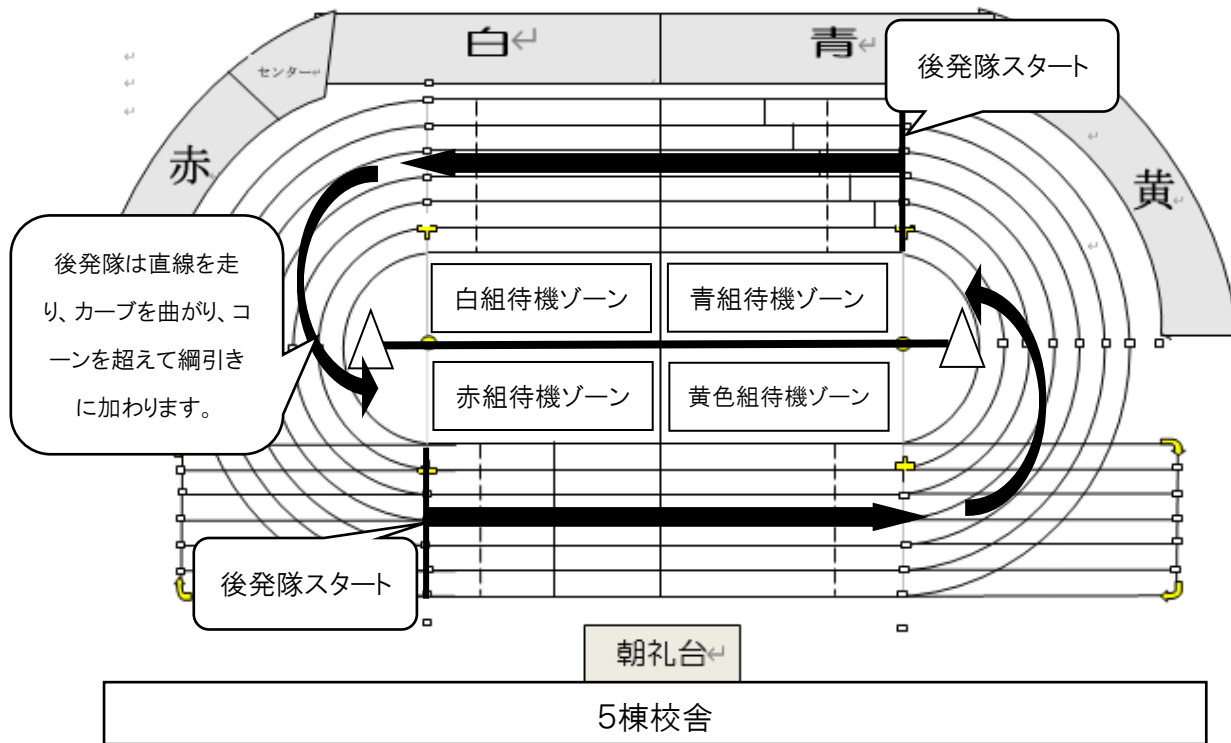 白
青
センター
後発隊スタート
赤
黄
後発隊は直線を走
り、カーブを曲がり、コ
ーンを超えて綱引き
に加わります。
白組待機ゾーン
青組待機ゾーン
赤組待機ゾーン
黄色組待機ゾーン
後発隊スタート
朝礼台
5棟校舎